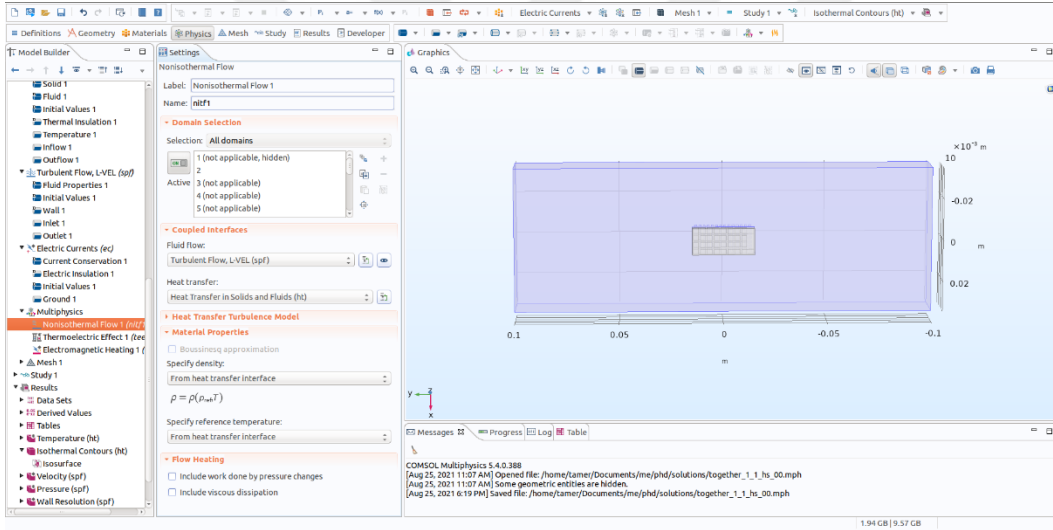 Electric Currents
Mesh 1
Study 1
Isothermal Contours (ht)
Definitions
Geometry
Materials
Physics
Mesh
Study
Results
Developer
Model Builder
Solid 1
Fluid 1
Initial Values 1
Thermal Insulation 1
Temperature 1
Inflow 1
Outflow 1
Turbulent Flow, L-VEL (spf)
Fluid Properties 1
Initial Values 1
Wall 1
Inlet 1
Outlet 1
Electric Currents (ec)
Current Conservation 1
Electric Insulation 1
Initial Values 1
Ground 1
Multiphysics
Nonisothermal Flow 1 (nitf1
Thermoelectric Effect 1 (tee
Electromagnetic Heating 1 (
Mesh 1
Study 1
Results
Data Sets
Derived Values
Tables
Temperature (ht)
Isothermal Contours (ht)
Isosurface
Velocity (spf)
Pressure (spf)
Wall Resolution (spf)
Settings
Nonisothermal Flow
Label: Nonisothermal Flow 1
Name: nitf1
Domain Selection
Selection: All domains
Active
1 (not applicable, hidden)
2
3 (not applicable)
4 (not applicable)
5 (not applicable)
Coupled Interfaces
Fluid flow:
Turbulent Flow, L-VEL (spf)
Heat transfer:
Heat Transfer in Solids and Fluids (ht)
Heat Transfer Turbulence Model
Material Properties
Boussinesq approximation
Specify density:
From heat transfer interface
Specify reference temperature:
From heat transfer interface
Flow Heating
Include work done by pressure changes
Include viscous dissipation
Graphics
10
-0.02
0
m
0.02
0.1
0.05
0
-0.05
-0.1
m
y
z
x
Messages
Progress
Log
Table
COMSOL Multiphysics 5.4.0.388
[Aug 25, 2021 11:07 AM] Opened file: /home/tamer/Documents/me/phd/solutions/together_1_1_hs_00.mph
[Aug 25, 2021 11:07 AM] Some geometric entities are hidden.
[Aug 25, 2021 6:19 PM] Saved file: /home/tamer/Documents/me/phd/solutions/together_1_1_hs_00.mph
1.94 GB | 9.57 GB